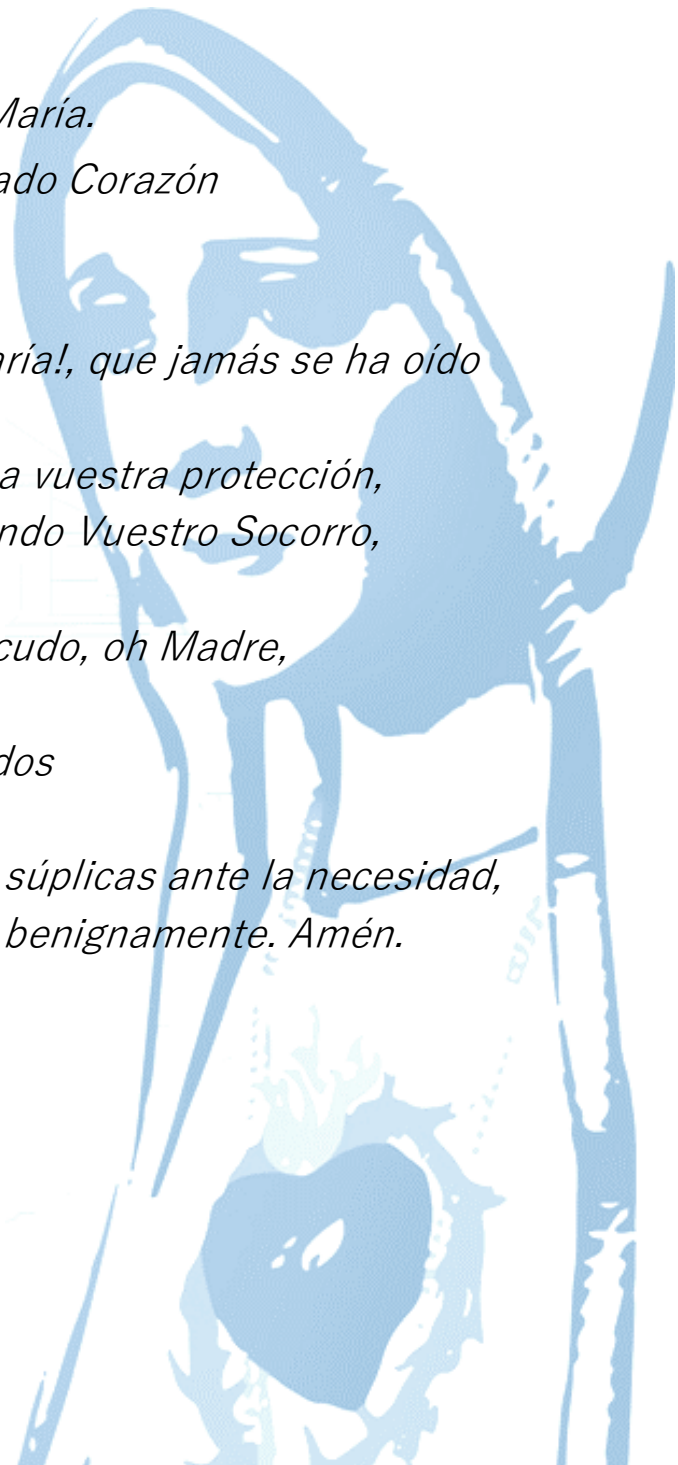 María.
ado Corazón
aría!, que jamás se ha oído
a vuestra protección,
ndo Vuestro Socorro,
cudo, oh Madre,
dos
súplicas ante la necesidad,
benignamente. Amén.